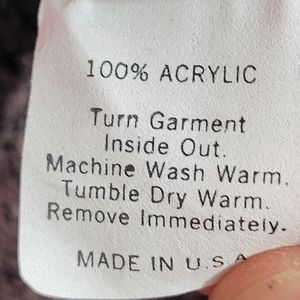 100% ACRYLIC
Turn Garment
Inside Out.
Machine Wash Warm.
Tumble Dry Warm.
Remove Immediately.
MADE IN U.S.A